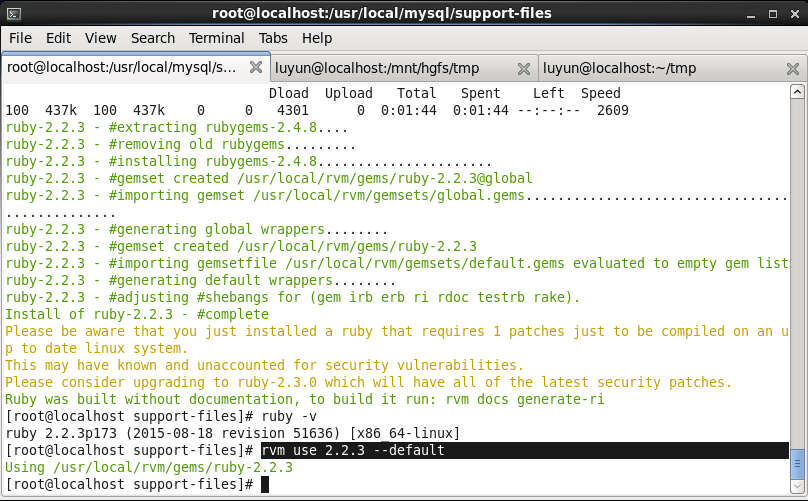 root@localhost:/usr/local/mysql/support-files
File Edit View Search Terminal Tabs Help
root@localhost:/usr/local/mysql/s... luyun@localhost:/mnt/hgfs/tmp luyun@localhost:~/tmp
Dload Upload Total Spent Left Speed
100 437k 100 437k 0 0 4301 0 0:01:44 0:01:44 --:--:-- 2609
ruby-2.2.3 - #extracting rubygems-2.4.8....
ruby-2.2.3 - #removing old rubygems.........
ruby-2.2.3 - #installing rubygems-2.4.8......................
ruby-2.2.3 - #gemset created /usr/local/rvm/gems/ruby-2.2.3@global
ruby-2.2.3 - #importing gemset /usr/local/rvm/gemsets/global.gems.................................
..............
ruby-2.2.3 - #generating global wrappers........
ruby-2.2.3 - #gemset created /usr/local/rvm/gems/ruby-2.2.3
ruby-2.2.3 - #importing gemsetfile /usr/local/rvm/gemsets/default.gems evaluated to empty gem list
ruby-2.2.3 - #generating default wrappers........
ruby-2.2.3 - #adjusting #shebangs for (gem irb erb ri rdoc testrb rake).
Install of ruby-2.2.3 - #complete
Please be aware that you just installed a ruby that requires 1 patches just to be compiled on an u
p to date linux system.
This may have known and unaccounted for security vulnerabilities.
Please consider upgrading to ruby-2.3.0 which will have all of the latest security patches.
Ruby was built without documentation, to build it run: rvm docs generate-ri
[root@localhost support-files]# ruby -v
ruby 2.2.3p173 (2015-08-18 revision 51636) [x86_64-linux]
[root@localhost support-files]# rvm use 2.2.3 --default
Using /usr/local/rvm/gems/ruby-2.2.3
[root@localhost support-files]#